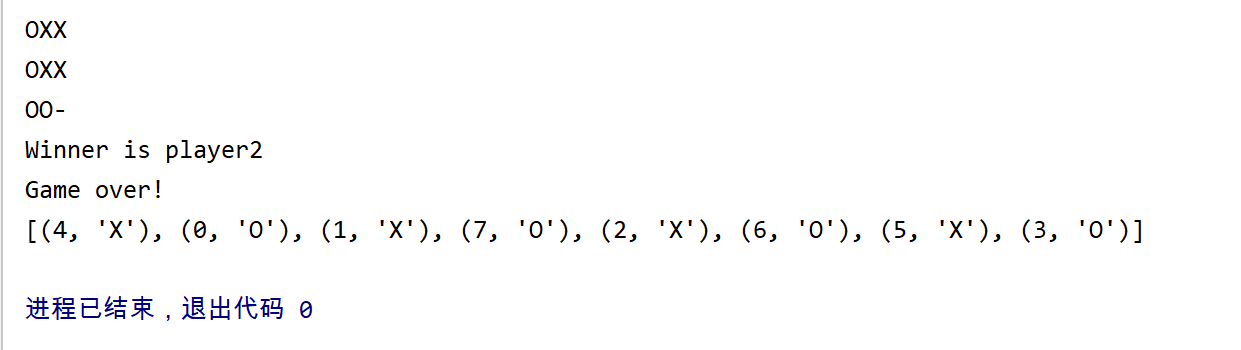 OXX
OXX
OO-
Winner is player2
Game over!
[(4, 'X'), (0, 'O'), (1, 'X'), (7, 'O'), (2, 'X'), (6, 'O'), (5, 'X'), (3, 'O')]
进程已结束，退出代码 0